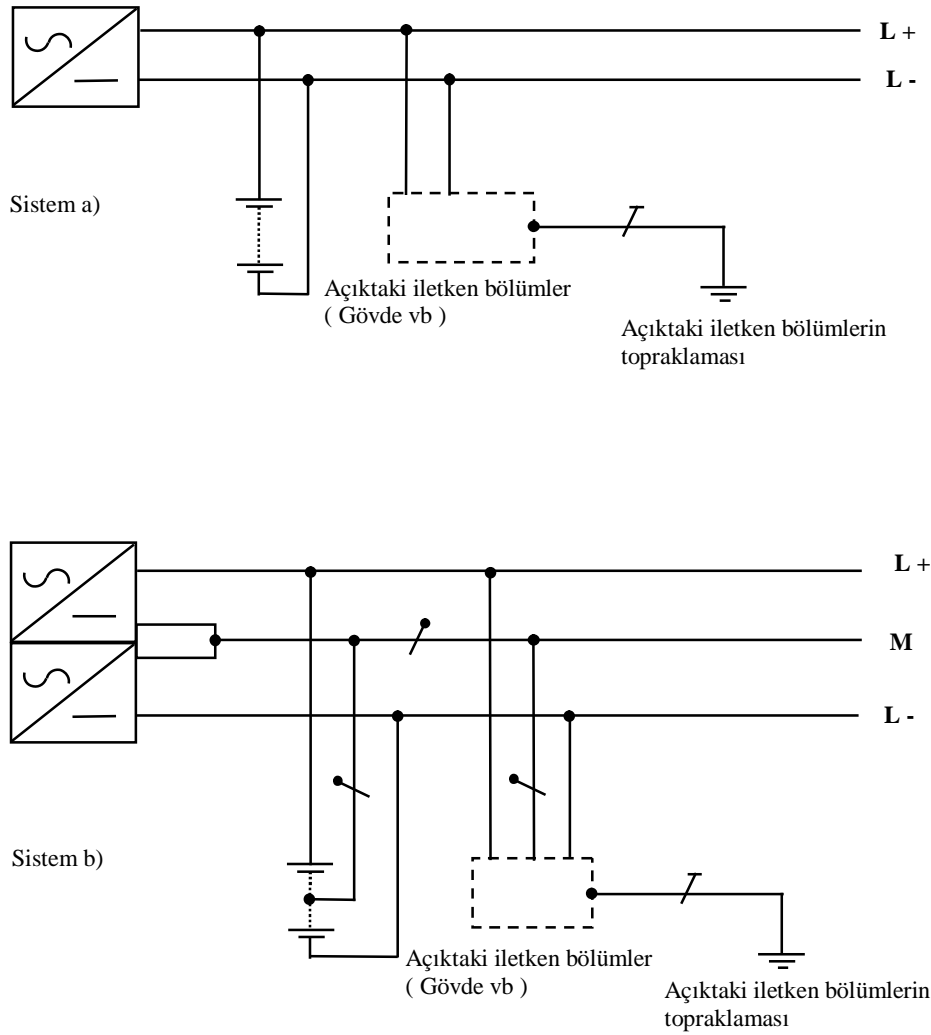 L +
L -
Sistem a)
Açıktaki iletken bölümler
( Gövde vb )
Açıktaki iletken bölümlerin
topraklaması
L +
M
L -
Sistem b)
Açıktaki iletken bölümler
( Gövde vb )
Açıktaki iletken bölümlerin
topraklaması